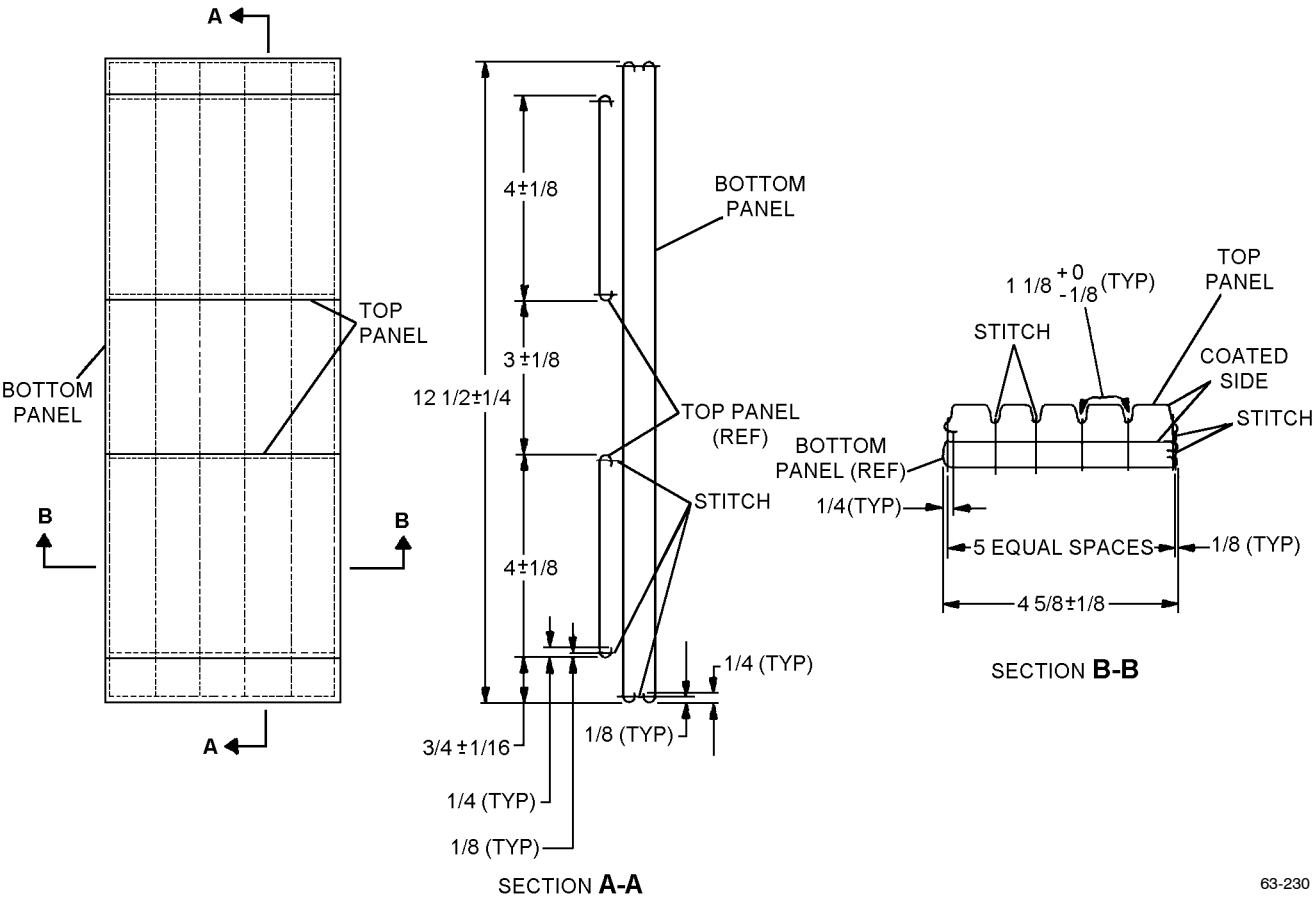 A
A
B
B
TOP
PANEL
BOTTOM
PANEL
4±1/8
3±1/8
12 1/2±1/4
4±1/8
3/4±1/16
1/4 (TYP)
1/8 (TYP)
BOTTOM
PANEL
TOP PANEL
(REF)
STITCH
1/4 (TYP)
1/8 (TYP)
SECTION A-A
1 1/8 +0 -1/8 (TYP)
TOP
PANEL
STITCH
COATED
SIDE
STITCH
BOTTOM
PANEL (REF)
1/4(TYP)
5 EQUAL SPACES
1/8 (TYP)
4 5/8±1/8
SECTION B-B
63-230